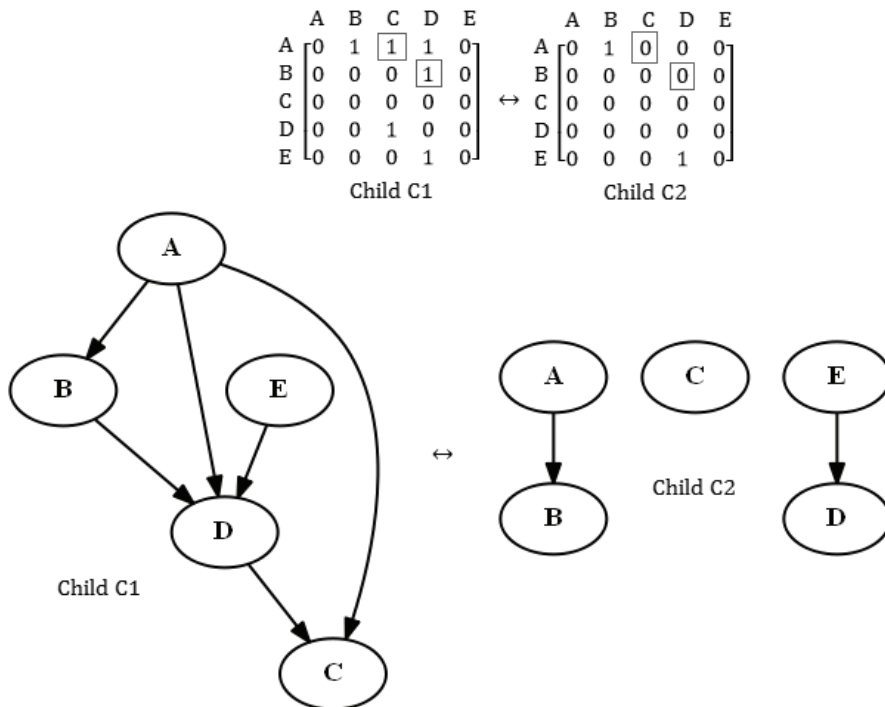 A B C D E A B C D E
A 0 1 1 1 0 A 0 1 0 0 0
B 0 0 0 1 0 B 0 0 0 0 0
C 0 0 0 0 0 ↔ C 0 0 0 0 0
D 0 0 1 0 0 D 0 0 0 0 0
E 0 0 0 1 0 E 0 0 0 1 0
Child C1 Child C2
A
B E A C E
↔
D B Child C2 D
Child C1
C